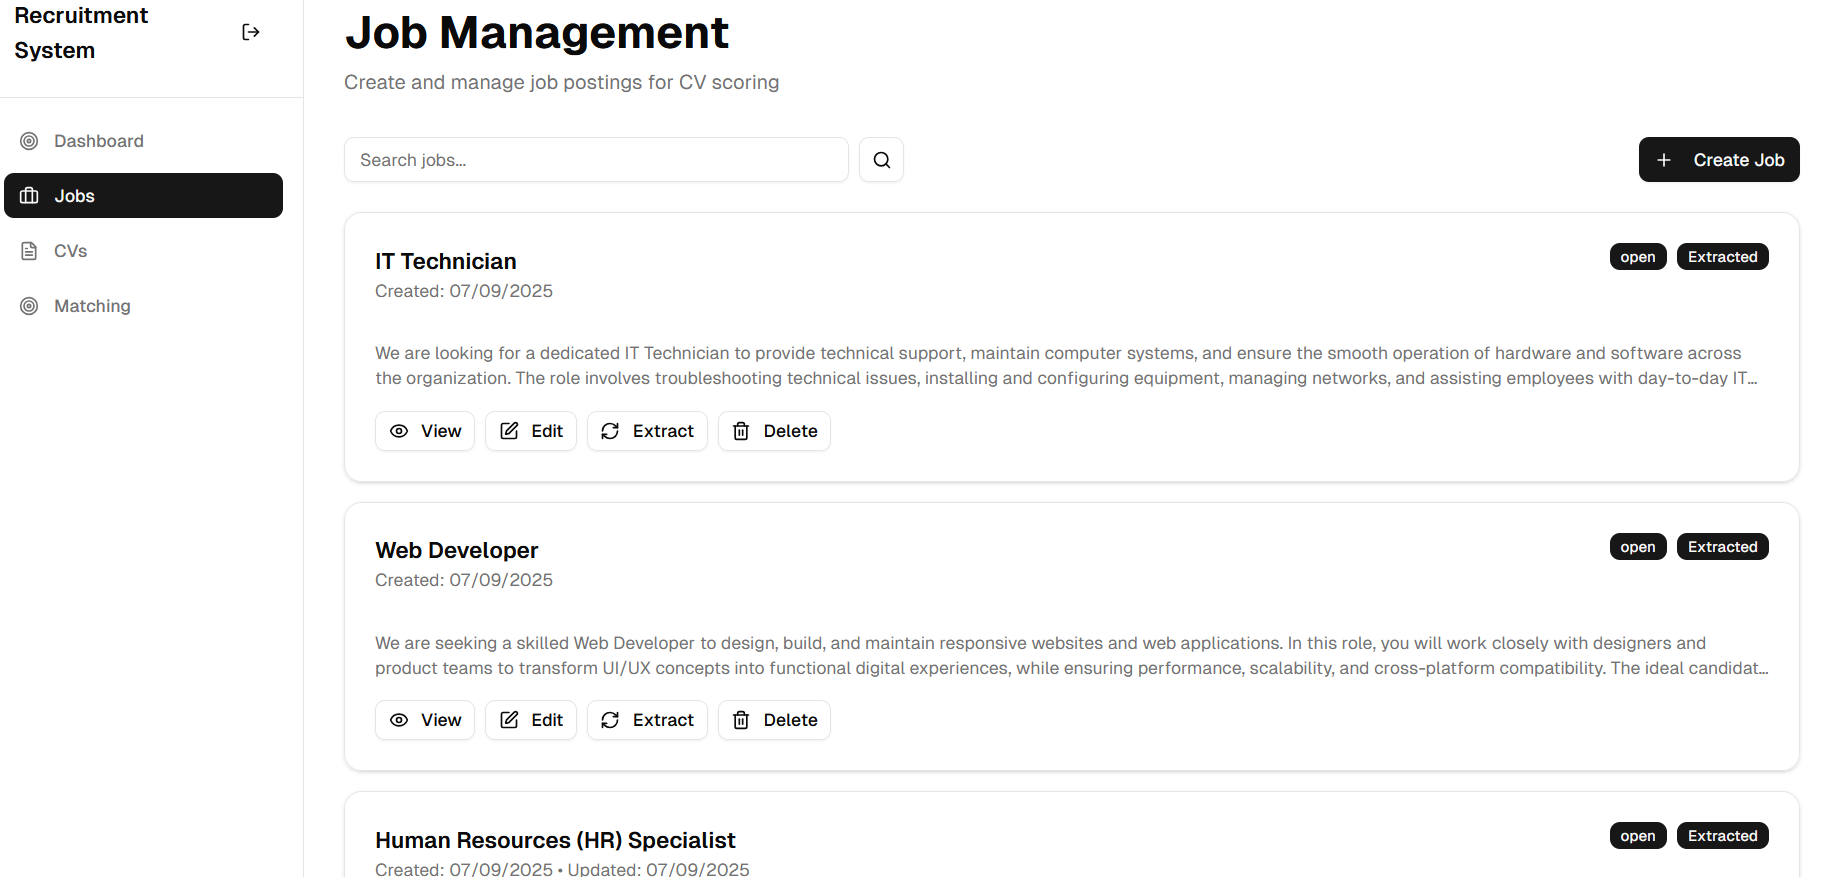 Recruitment
System
Dashboard
Jobs
CVs
Matching
Job Management
Create and manage job postings for CV scoring
Search jobs...
Create Job
IT Technician
open Extracted
Created: 07/09/2025
We are looking for a dedicated IT Technician to provide technical support, maintain computer systems, and ensure the smooth operation of hardware and software across
the organization. The role involves troubleshooting technical issues, installing and configuring equipment, managing networks, and assisting employees with day-to-day IT...
View Edit Extract Delete
Web Developer
open Extracted
Created: 07/09/2025
We are seeking a skilled Web Developer to design, build, and maintain responsive websites and web applications. In this role, you will work closely with designers and
product teams to transform UI/UX concepts into functional digital experiences, while ensuring performance, scalability, and cross-platform compatibility. The ideal candidat...
View Edit Extract Delete
Human Resources (HR) Specialist
open Extracted
Created: 07/09/2025 • Updated: 07/09/2025